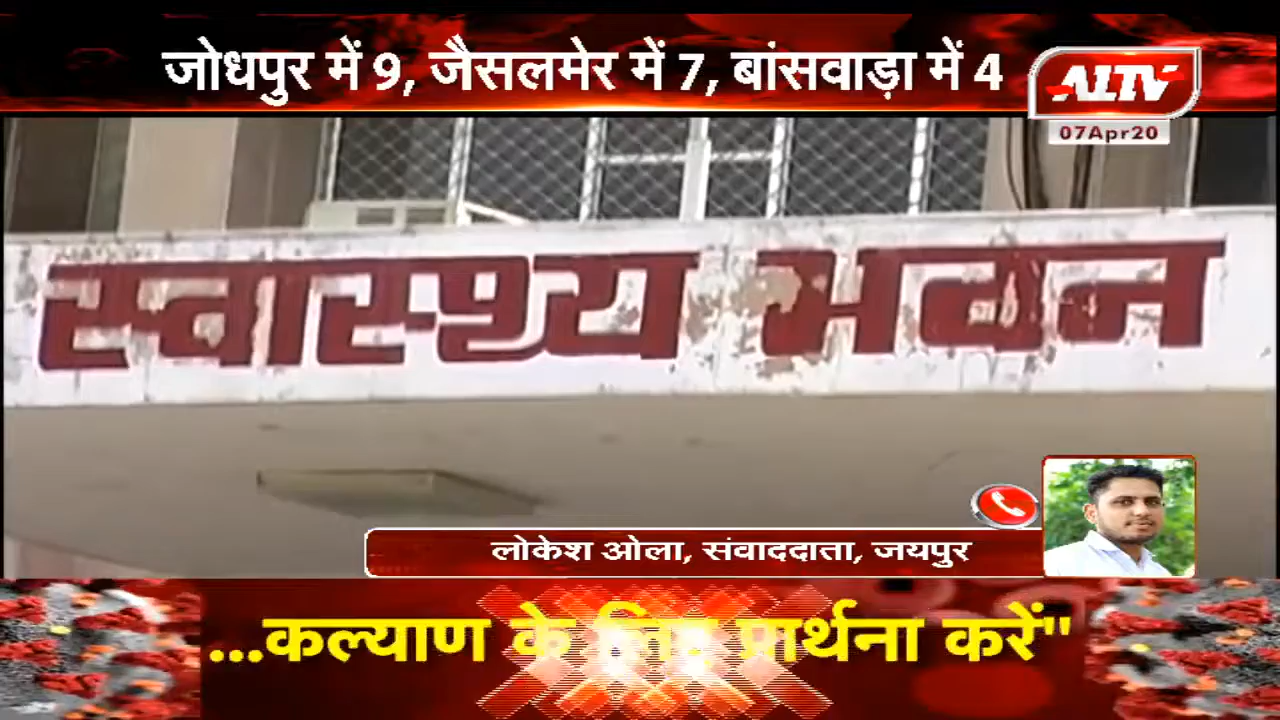 जोधपुर में 9, जैसलमेर में 7, बांसवाड़ा में 4
ALTV
07Apr20
स्वास्थ्य भवन
लोकेश ओला, संवाददाता, जयपुर
...कल्याण के लिए प्रार्थना करें"